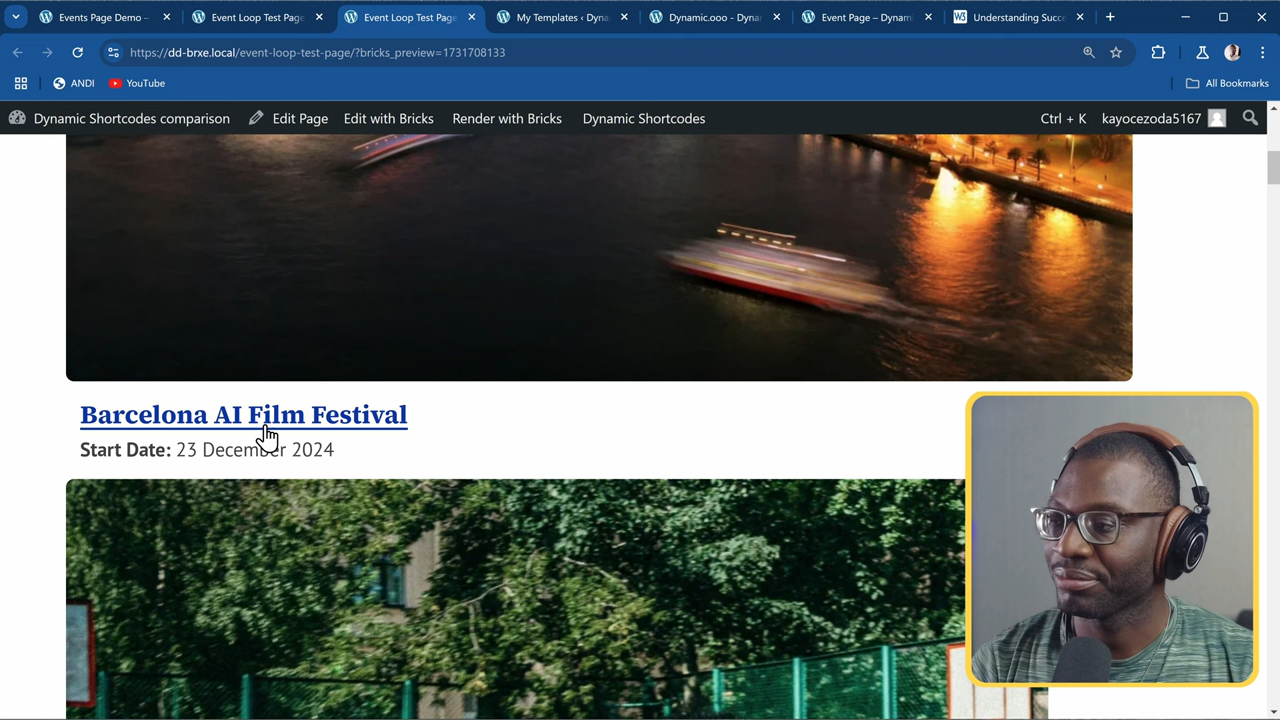 Events Page Demo –
Event Loop Test Page
Event Loop Test Page
My Templates ‹ Dyna
Dynamic.ooo - Dyna
Event Page – Dynami
Understanding Succe
https://dd-brxe.local/event-loop-test-page/?bricks_preview=1731708133
ANDI
YouTube
All Bookmarks
Dynamic Shortcodes comparison
Edit Page
Edit with Bricks
Render with Bricks
Dynamic Shortcodes
Ctrl + K
kayocezoda5167
Barcelona AI Film Festival
Start Date: 23 December 2024